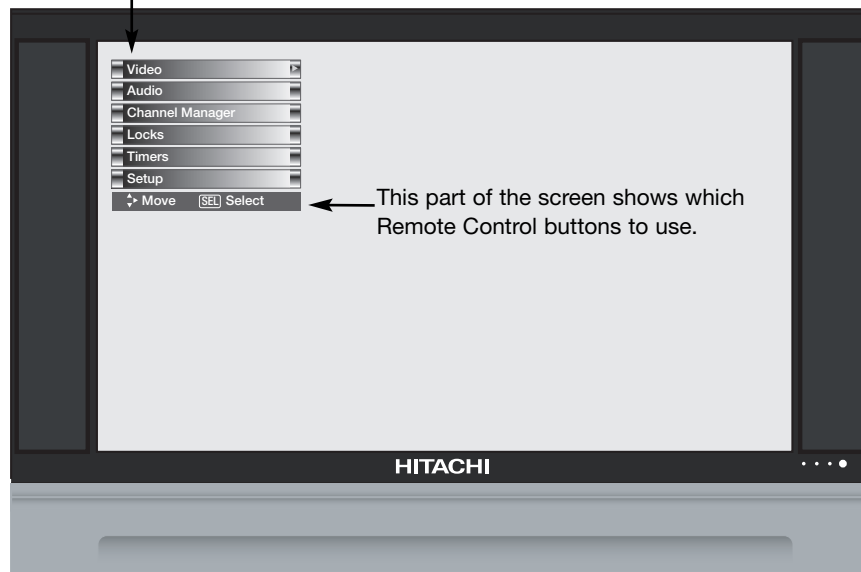 Video
Audio
Channel Manager
Locks
Timers
Setup
Move SEL Select
This part of the screen shows which
Remote Control buttons to use.
HITACHI